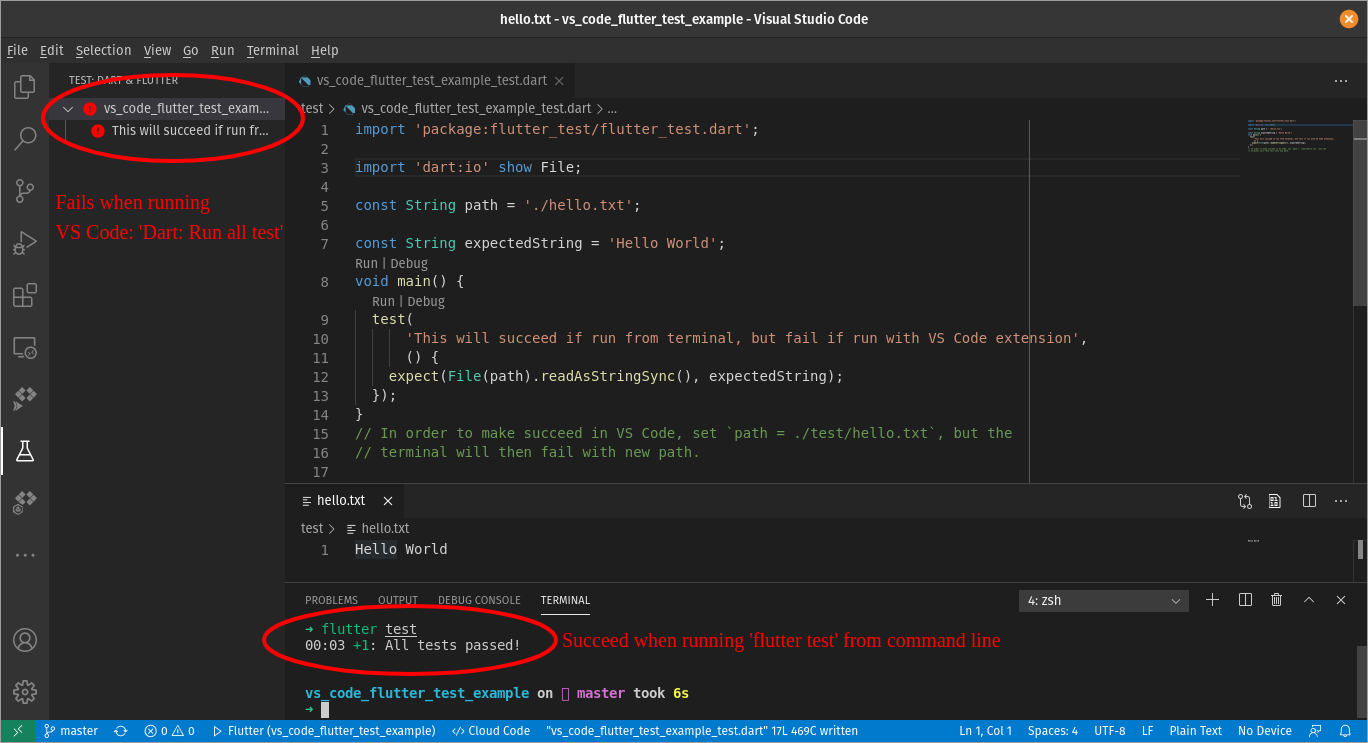 hello.txt - vs_code_flutter_test_example - Visual Studio Code
File Edit Selection View Go Run Terminal Help
TEST: DART & FLUTTER
vs_code_flutter_test_exam...
This will succeed if run fr...
Fails when running
VS Code: 'Dart: Run all test'
vs_code_flutter_test_example_test.dart
test > vs_code_flutter_test_example_test.dart > ...
1 import 'package:flutter_test/flutter_test.dart';
2
3 import 'dart:io' show File;
4
5 const String path = './hello.txt';
6
7 const String expectedString = 'Hello World';
Run | Debug
8 void main() {
Run | Debug
9 test(
10 'This will succeed if run from terminal, but fail if run with VS Code extension',
11 () {
12 expect(File(path).readAsStringSync(), expectedString);
13 });
14 }
15 // In order to make succeed in VS Code, set `path = ./test/hello.txt`, but the
16 // terminal will then fail with new path.
17
hello.txt
test > hello.txt
1 Hello World
PROBLEMS OUTPUT DEBUG CONSOLE TERMINAL 4: zsh
➜ flutter test
00:03 +1: All tests passed!
Succeed when running 'flutter test' from command line
vs_code_flutter_test_example on master took 6s
➜
master 0 0 Flutter (vs_code_flutter_test_example) Cloud Code "vs_code_flutter_test_example_test.dart" 17L 469C written Ln 1, Col 1 Spaces: 4 UTF-8 LF Plain Text No Device